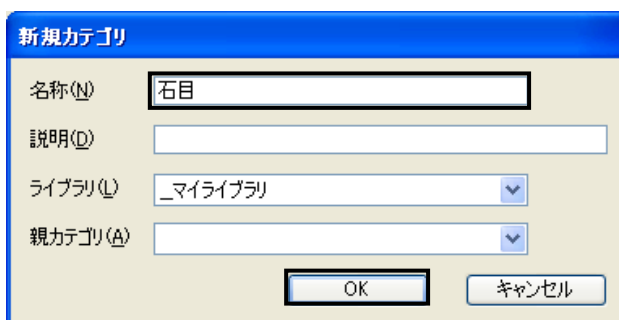 新規カテゴリ
名称(N) 石目
説明(D)
ライブラリ(L) _マイライブラリ
親カテゴリ(A)
OK キャンセル